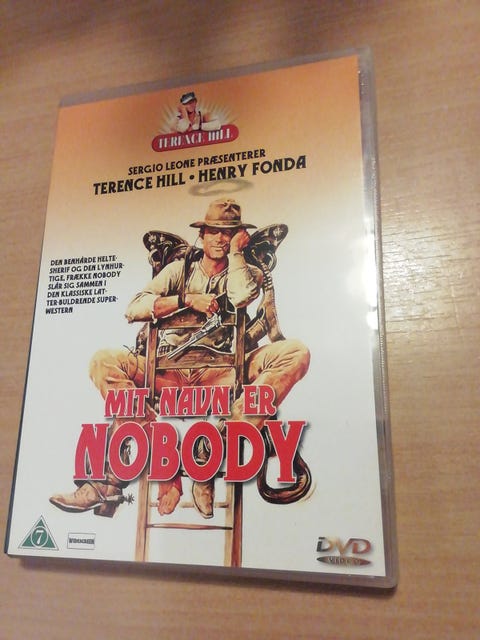 TERENCE HILL
SERGIO LEONE PRÆSENTERER
TERENCE HILL • HENRY FONDA
DEN BENHÅRDE HELTE-
SHERIF OG DEN LYNHUR-
TIGE, FRÆKKE NOBODY
SLÅR SIG SAMMEN I
DEN KLASSISKE LAT-
TER-BULDRENDE SUPER-
WESTERN
MIT NAVN ER
NOBODY
7
WIDESCREEN
DVD
VIDEO